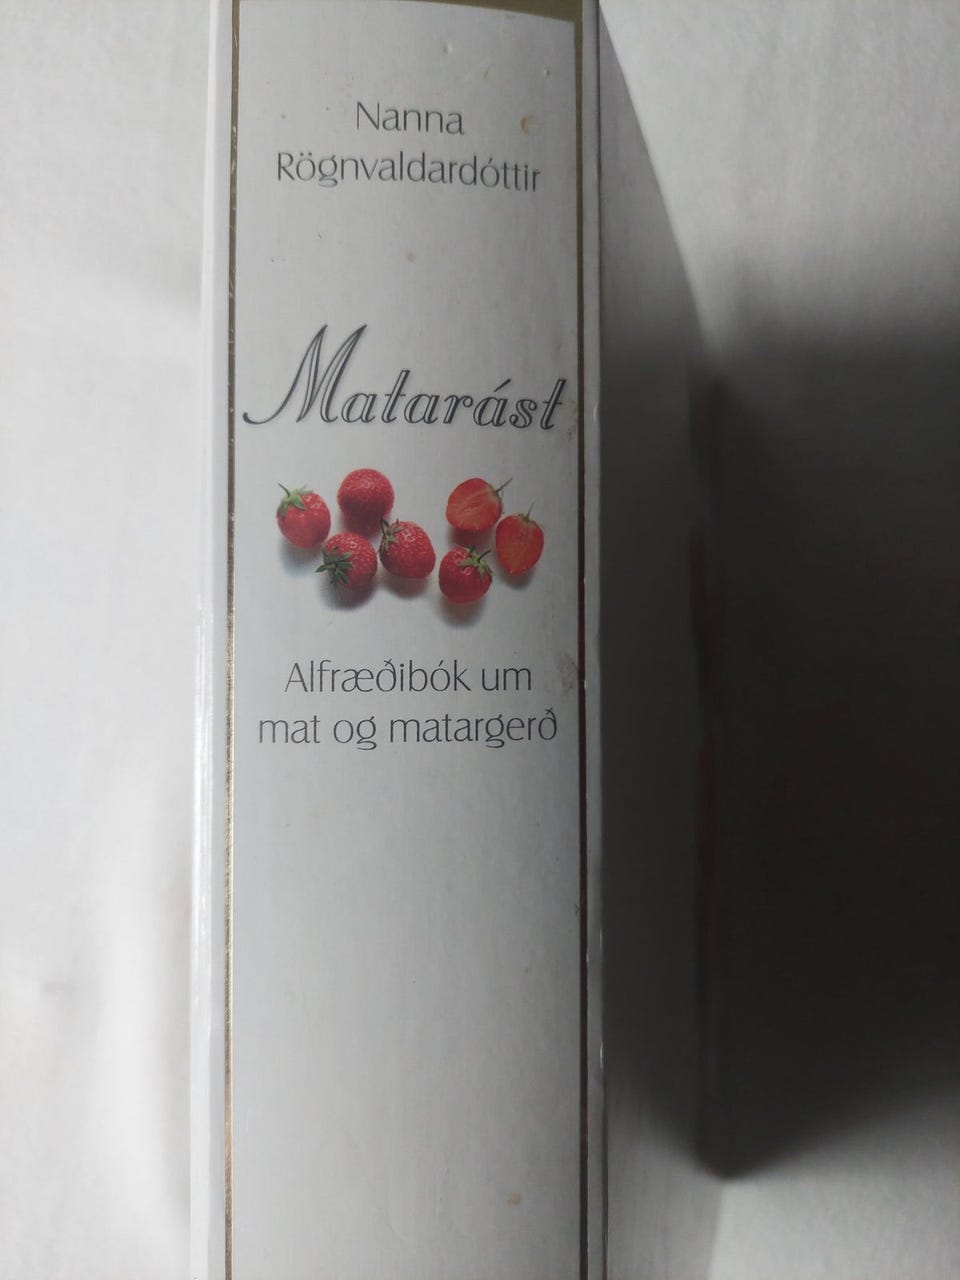 Nanna
Rögnvaldardóttir
Matarást
Alfræðibók um
mat og matargerð